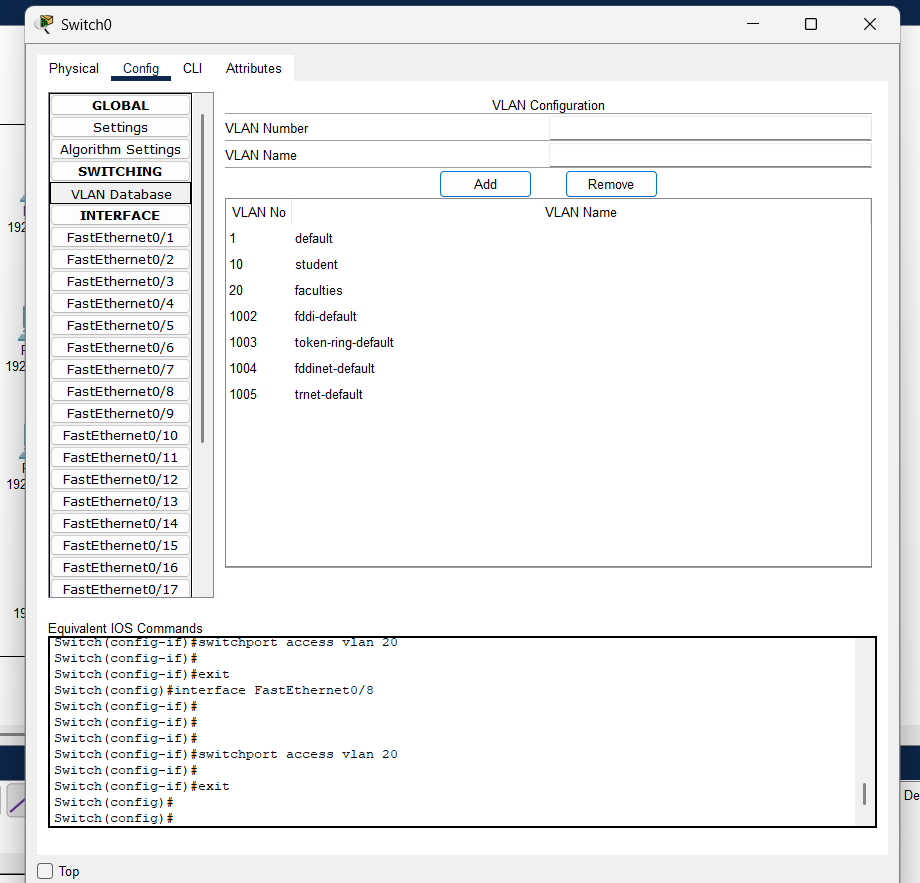 Switch0
Physical Config CLI Attributes
GLOBAL
Settings
Algorithm Settings
SWITCHING
VLAN Database
INTERFACE
FastEthernet0/1
FastEthernet0/2
FastEthernet0/3
FastEthernet0/4
FastEthernet0/5
FastEthernet0/6
FastEthernet0/7
FastEthernet0/8
FastEthernet0/9
FastEthernet0/10
FastEthernet0/11
FastEthernet0/12
FastEthernet0/13
FastEthernet0/14
FastEthernet0/15
FastEthernet0/16
FastEthernet0/17
VLAN Configuration
VLAN Number
VLAN Name
Add Remove
VLAN No VLAN Name
1 default
10 student
20 faculties
1002 fddi-default
1003 token-ring-default
1004 fddinet-default
1005 trnet-default
Equivalent IOS Commands
Switch(config-if)#switchport access vlan 20
Switch(config-if)#
Switch(config-if)#exit
Switch(config)#interface FastEthernet0/8
Switch(config-if)#
Switch(config-if)#
Switch(config-if)#
Switch(config-if)#switchport access vlan 20
Switch(config-if)#
Switch(config-if)#exit
Switch(config)#
Switch(config)#
Top